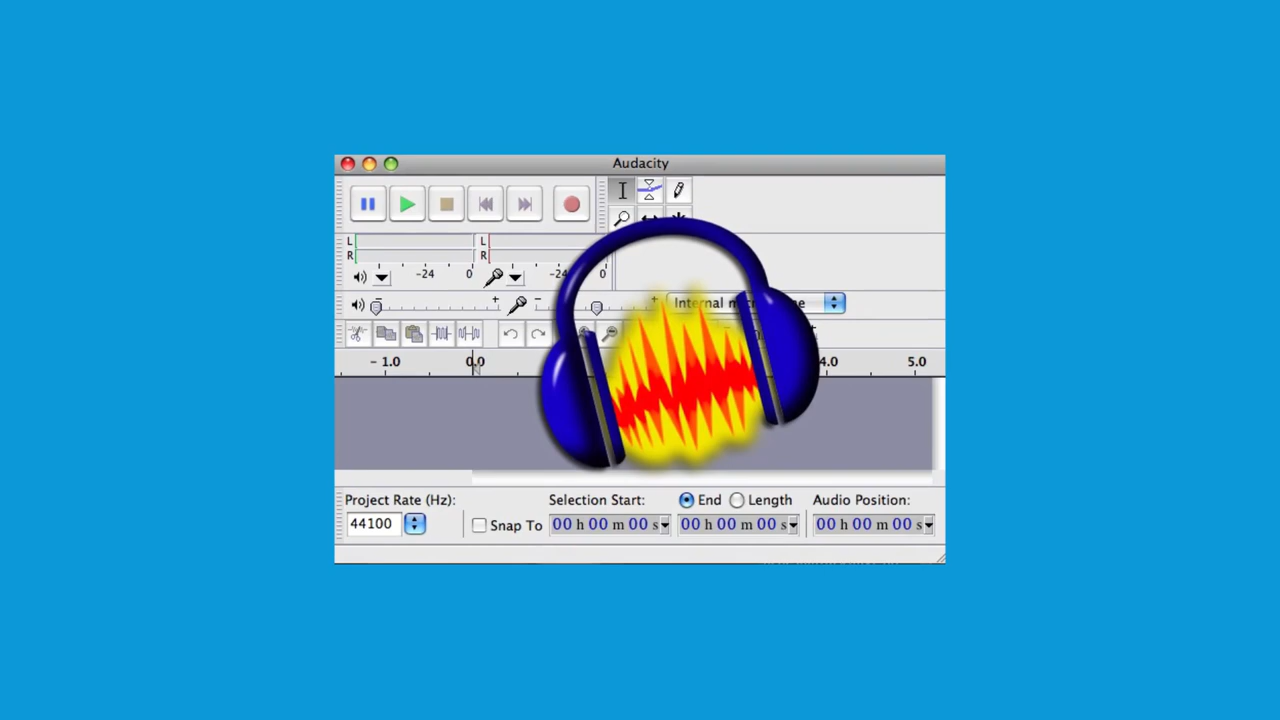 Audacity
L
R
-24 0
L
R
-24 0
- + - + Internal mic
- 1.0 0.0 4.0 5.0
Project Rate (Hz): Selection Start: End Length Audio Position:
44100 Snap To 00 h 00 m 00 s 00 h 00 m 00 s 00 h 00 m 00 s